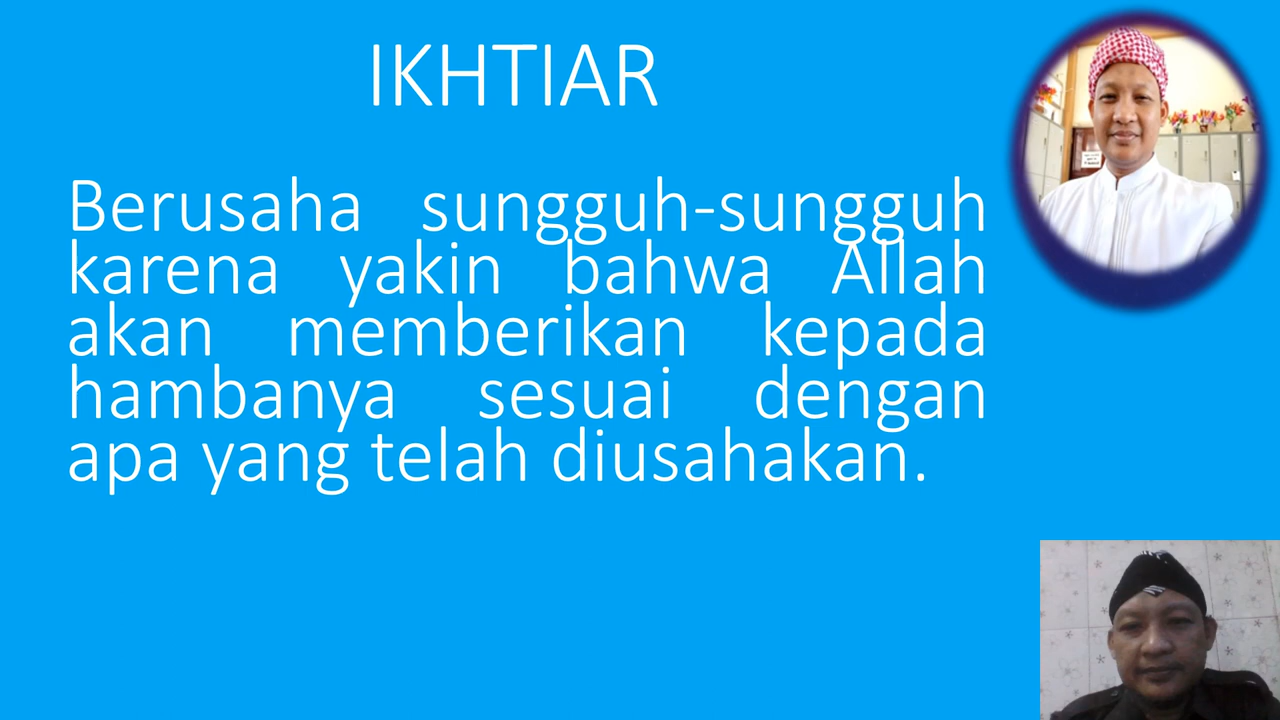 IKHTIAR
Berusaha sungguh-sungguh
karena yakin bahwa Allah
akan memberikan kepada
hambanya sesuai dengan
apa yang telah diusahakan.